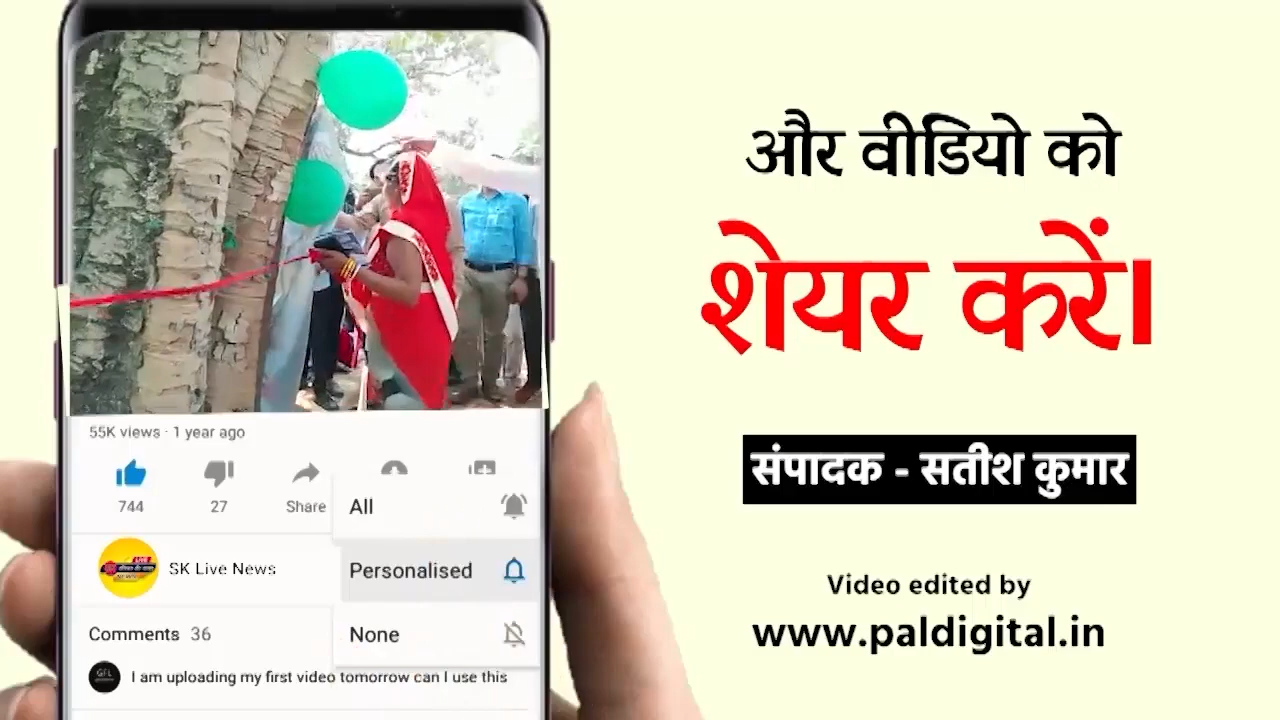 और वीडियो को
शेयर करें।
संपादक - सतीश कुमार
Video edited by
www.paldigital.in
55K views · 1 year ago
744
27
Share
All
Personalised
None
SK Live News
Comments 36
GFL
I am uploading my first video tomorrow can I use this